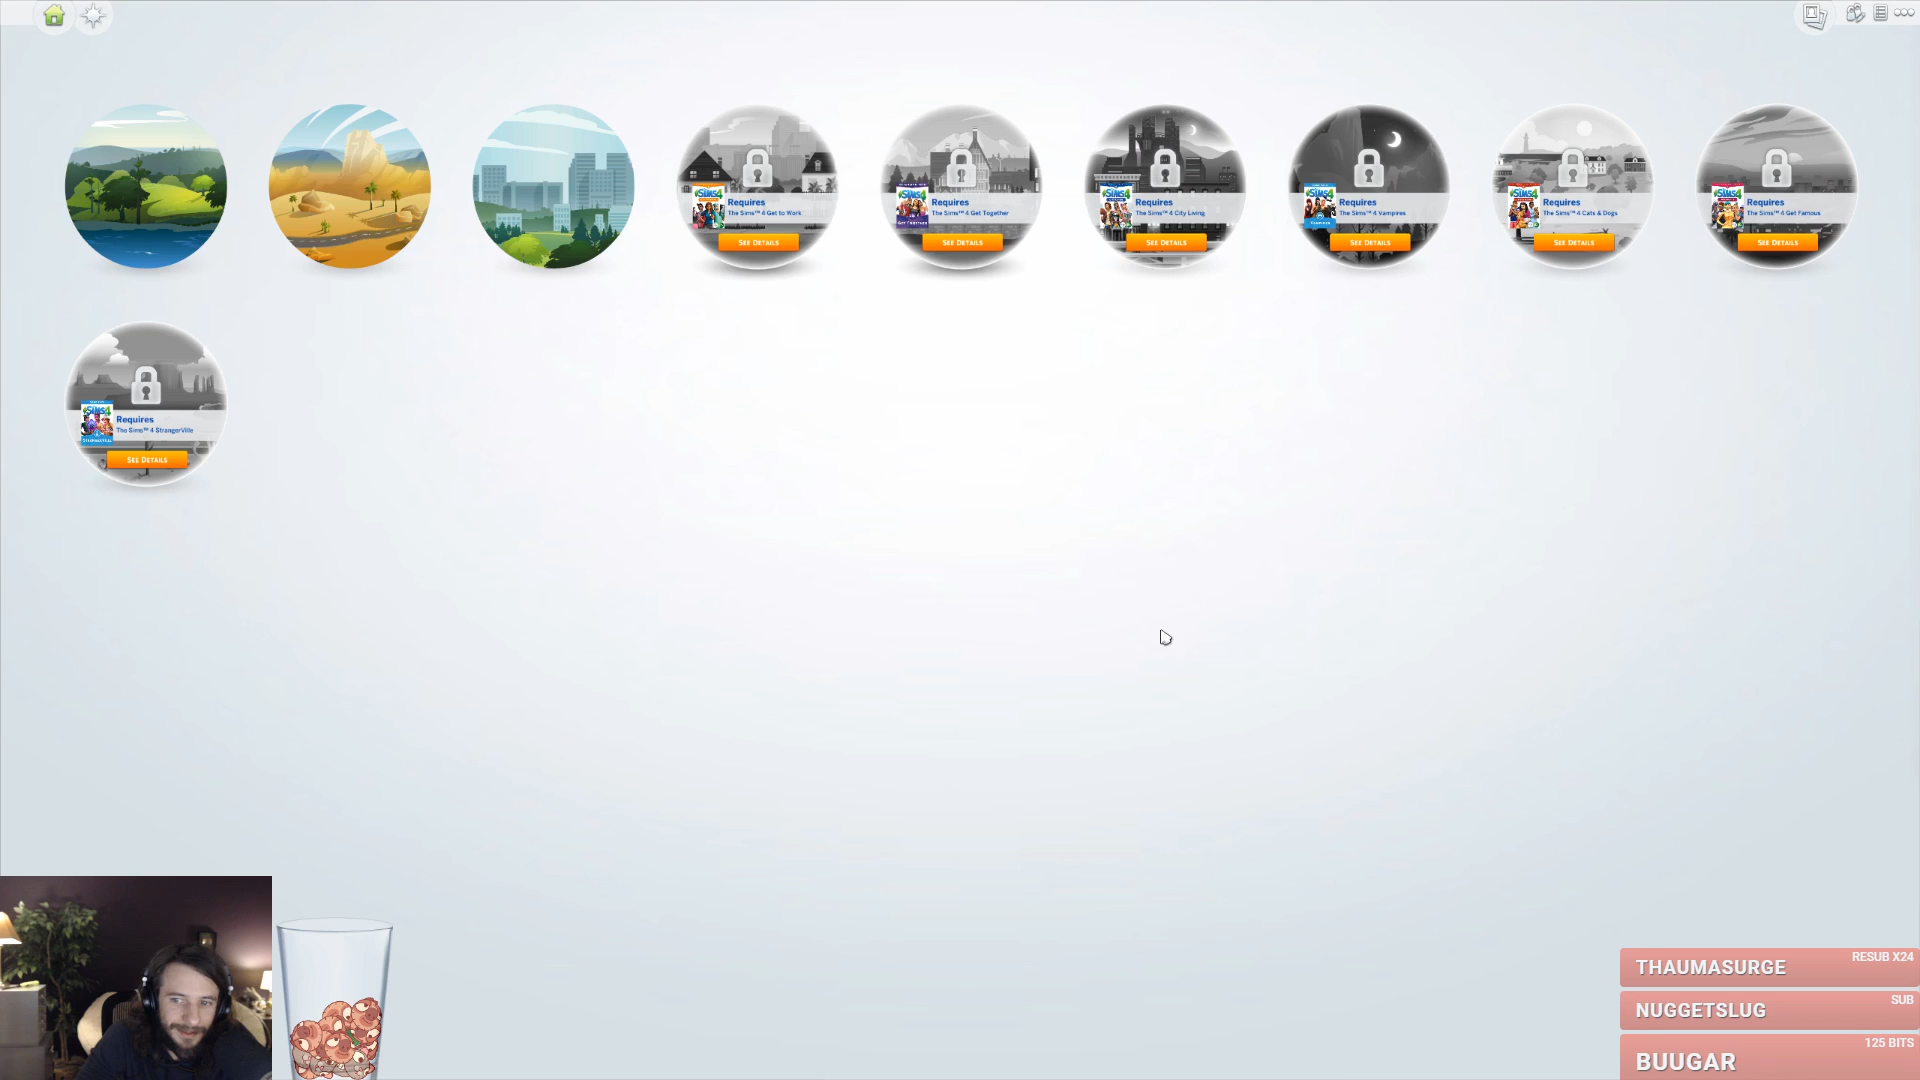 Requires
The Sims™ 4 Get to Work
SEE DETAILS
Requires
The Sims™ 4 Get Together
SEE DETAILS
Requires
The Sims™ 4 City Living
SEE DETAILS
Requires
The Sims™ 4 Vampires
SEE DETAILS
Requires
The Sims™ 4 Cats & Dogs
SEE DETAILS
Requires
The Sims™ 4 Get Famous
SEE DETAILS
Requires
The Sims™ 4 StrangerVille
SEE DETAILS
THAUMASURGE RESUB X24
NUGGETSLUG SUB
BUUGAR 125 BITS